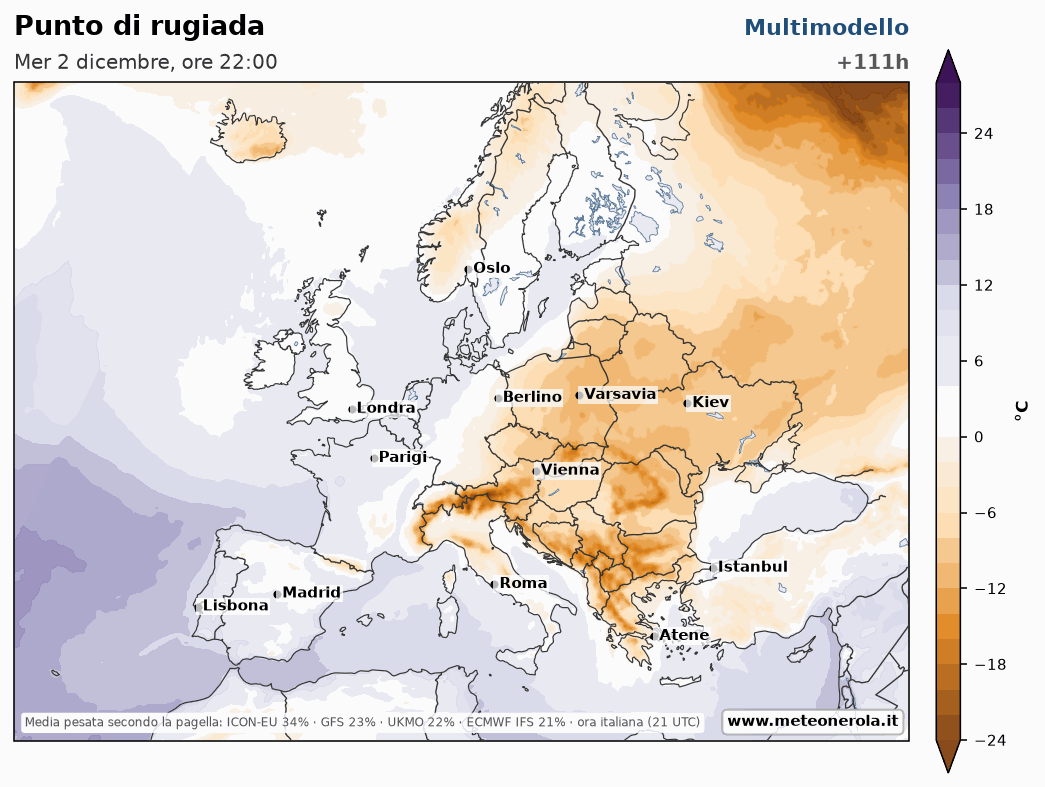 Punto di rugiada
Multimodello
Mer 2 dicembre, ore 22:00
+111h
24
18
12
6
0
−6
−12
−18
−24
°C
Oslo
Berlino
Varsavia
Kiev
Londra
Parigi
Vienna
Istanbul
Roma
Madrid
Lisbona
Atene
Media pesata secondo la pagella: ICON-EU 34% · GFS 23% · UKMO 22% · ECMWF IFS 21% · ora italiana (21 UTC)
www.meteonerola.it